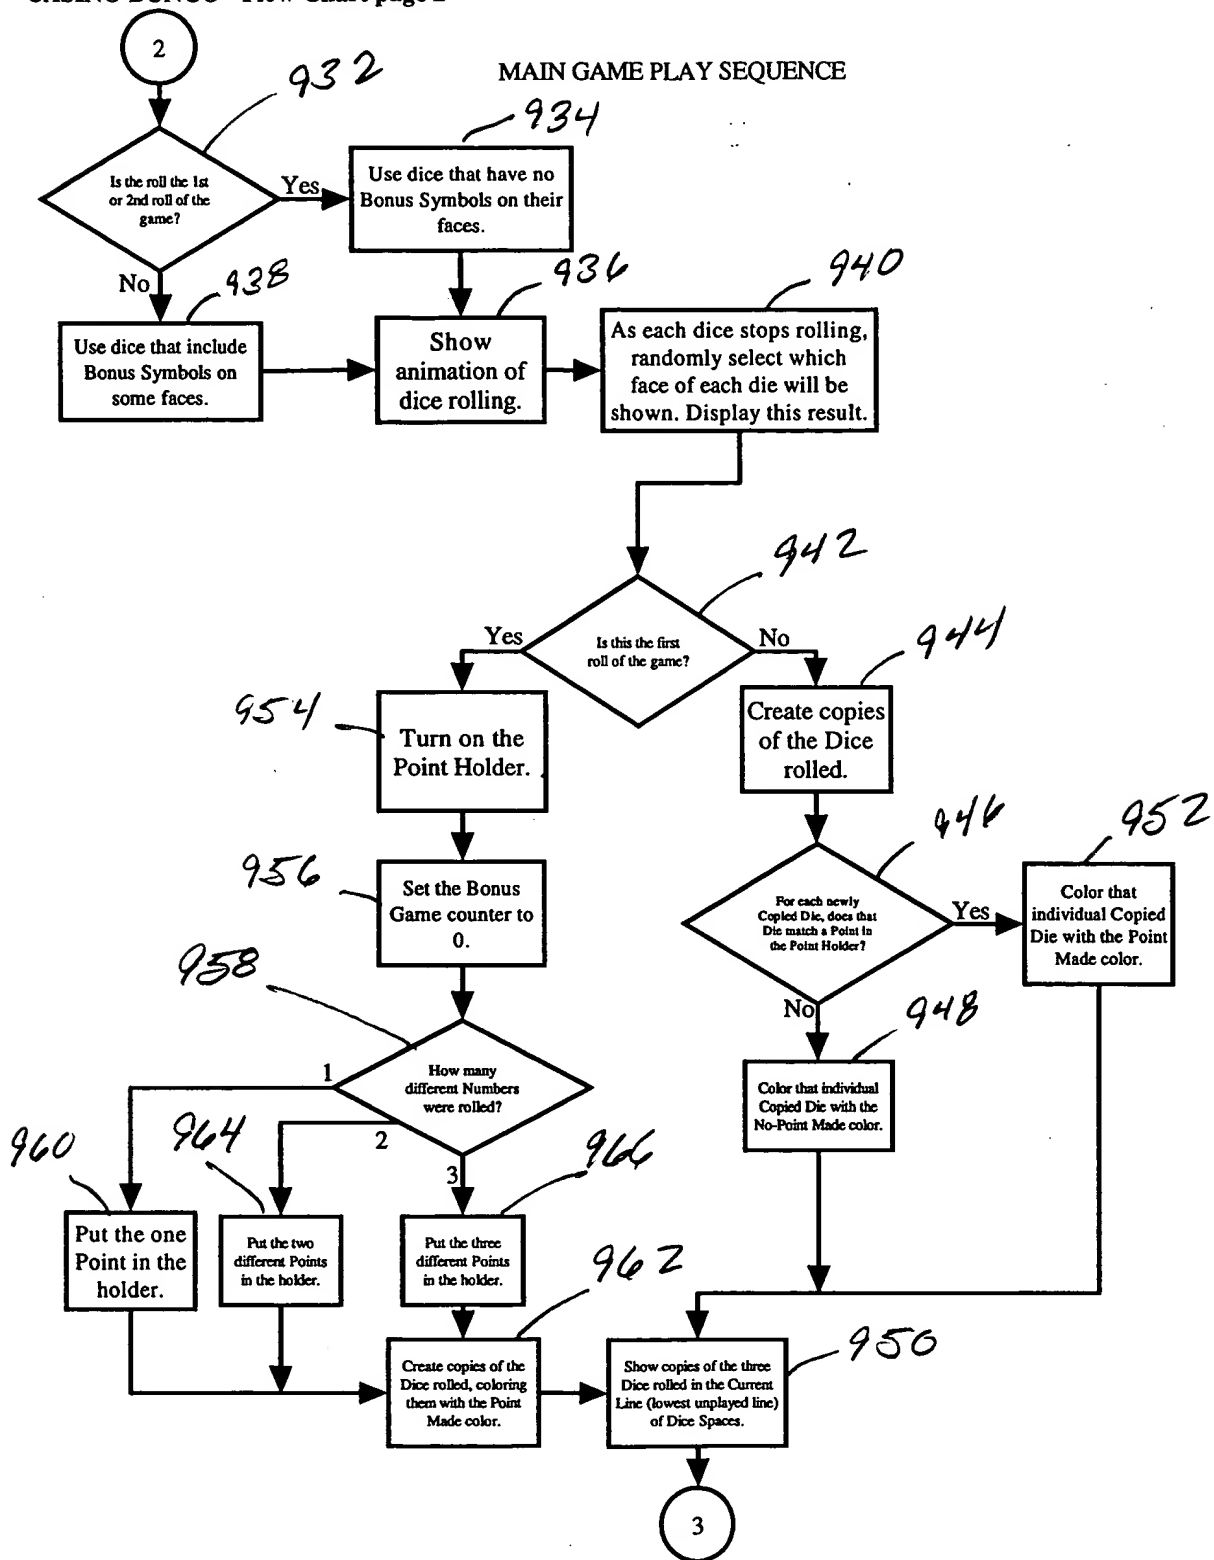 2
MAIN GAME PLAY SEQUENCE
932
934
Is the roll the 1st
or 2nd roll of the
game?
Yes
Use dice that have no
Bonus Symbols on their
faces.
No
938
936
940
Use dice that include
Bonus Symbols on
some faces.
Show
animation of
dice rolling.
As each dice stops rolling,
randomly select which
face of each die will be
shown. Display this result.
942
Is this the first
roll of the game?
Yes
No
944
954
Turn on the
Point Holder.
Create copies
of the Dice
rolled.
946
952
956
Set the Bonus
Game counter to
0.
For each newly
Copied Die, does that
Die match a Point in
the Point Holder?
Yes
Color that
individual Copied
Die with the Point
Made color.
No
948
958
How many
different Numbers
were rolled?
1
2
3
Color that individual
Copied Die with the
No-Point Made color.
960
964
966
Put the one
Point in the
holder.
Put the two
different Points
in the holder.
Put the three
different Points
in the holder.
962
950
Create copies of the
Dice rolled, coloring
them with the Point
Made color.
Show copies of the three
Dice rolled in the Current
Line (lowest unplayed line)
of Dice Spaces.
3